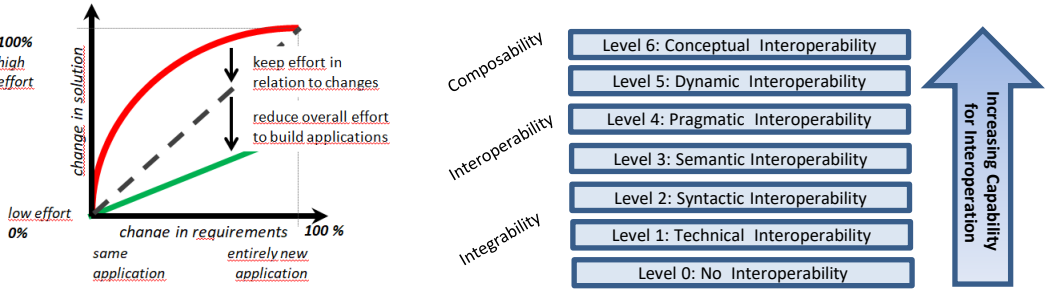 100%
high
effort
change in solution
keep effort in
relation to changes
reduce overall effort
to build applications
low effort
0%
change in requirements
100 %
same
application
entirely new
application
Composability
Interoperability
Integrability
Level 6: Conceptual Interoperability
Level 5: Dynamic Interoperability
Level 4: Pragmatic Interoperability
Level 3: Semantic Interoperability
Level 2: Syntactic Interoperability
Level 1: Technical Interoperability
Level 0: No Interoperability
Increasing Capability
for Interoperation